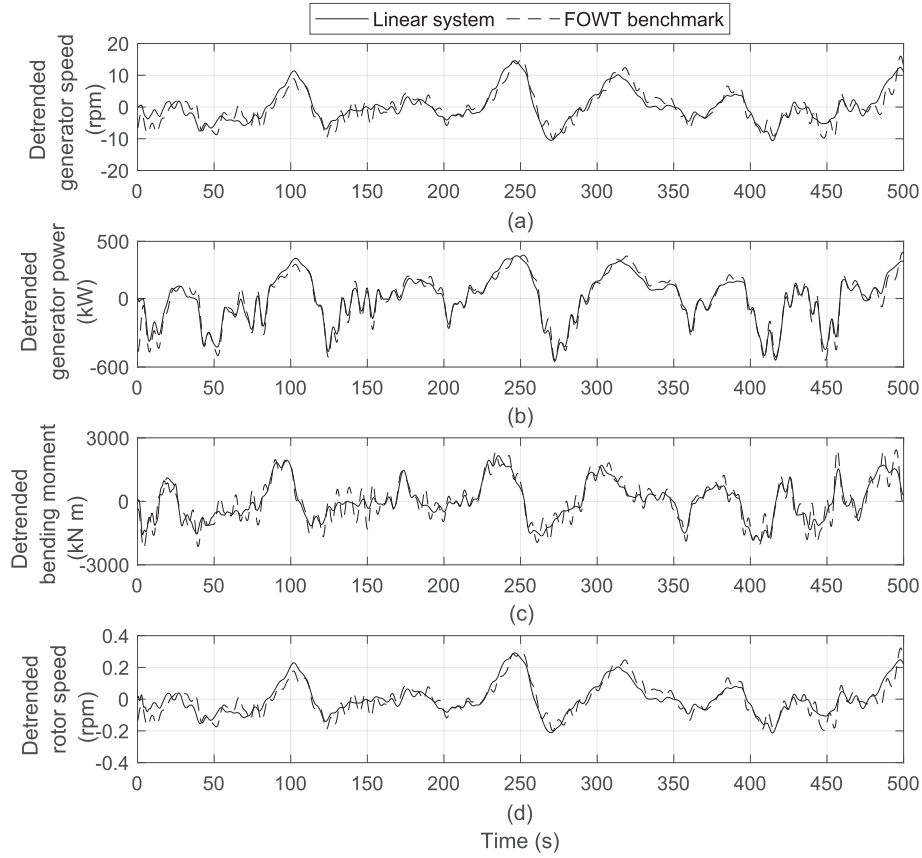 Linear system FOWT benchmark
Detrended
generator speed
(rpm)
20
10
0
-10
-20
0 50 100 150 200 250 300 350 400 450 500
(a)
Detrended
generator power
(kW)
500
0
-600
0 50 100 150 200 250 300 350 400 450 500
(b)
Detrended
bending moment
(kN m)
3000
0
-3000
0 50 100 150 200 250 300 350 400 450 500
(c)
Detrended
rotor speed
(rpm)
0.4
0.2
0
-0.2
-0.4
0 50 100 150 200 250 300 350 400 450 500
(d)
Time (s)